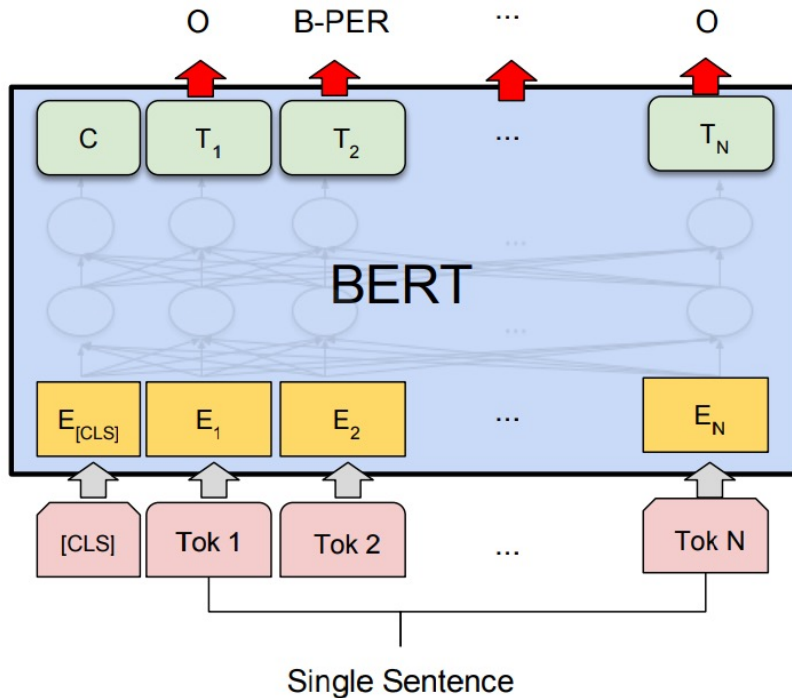 O B-PER ... O
C T1 T2 ... TN
...
BERT
...
E[CLS] E1 E2 ... EN
[CLS] Tok 1 Tok 2 ... Tok N
Single Sentence